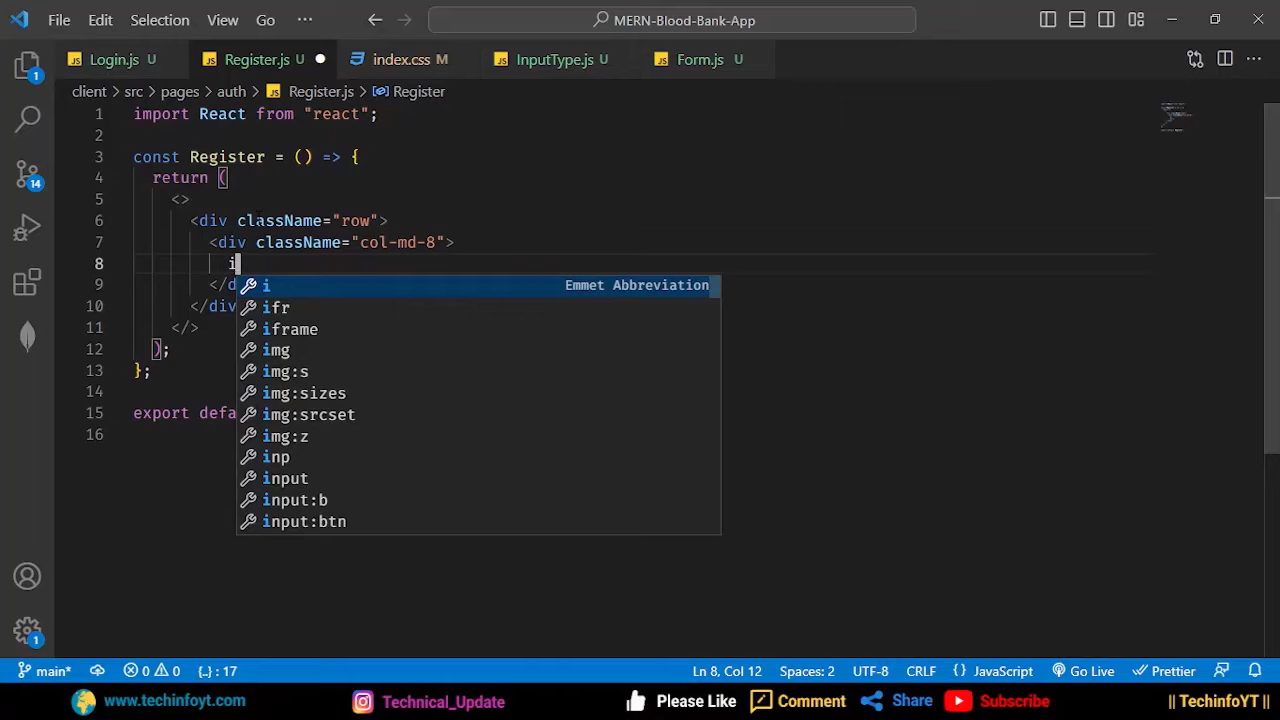 File Edit Selection View Go ··· MERN-Blood-Bank-App
Login.js U Register.js U index.css M InputType.js U Form.js U
client > src > pages > auth > Register.js > Register
1 import React from "react";
2
3 const Register = () => {
4 return (
5 <>
6 <div className="row">
7 <div className="col-md-8">
8 i
9 </d
10 </div
11 </>
12 );
13 };
14
15 export defa
16
i Emmet Abbreviation
ifr
iframe
img
img:s
img:sizes
img:srcset
img:z
inp
input
input:b
input:btn
1
14
1
main* 0 0 {..} : 17 Ln 8, Col 12 Spaces: 2 UTF-8 CRLF {} JavaScript Go Live Prettier
www.techinfoyt.com Technical_Update Please Like Comment Share Subscribe || TechinfoYT ||